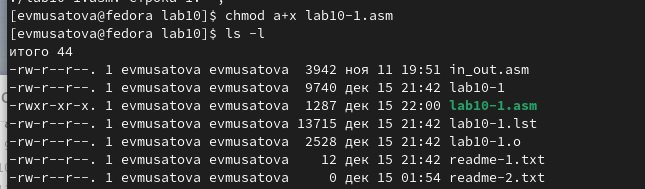 [evmusatova@fedora lab10]$ chmod a+x lab10-1.asm
[evmusatova@fedora lab10]$ ls -l
итого 44
-rw-r--r--. 1 evmusatova evmusatova  3942 ноя 11 19:51 in_out.asm
-rw-r--r--. 1 evmusatova evmusatova  9740 дек 15 21:42 lab10-1
-rwxr-xr-x. 1 evmusatova evmusatova  1287 дек 15 22:00 lab10-1.asm
-rw-r--r--. 1 evmusatova evmusatova 13715 дек 15 21:42 lab10-1.lst
-rw-r--r--. 1 evmusatova evmusatova  2528 дек 15 21:42 lab10-1.o
-rw-r--r--. 1 evmusatova evmusatova    12 дек 15 21:42 readme-1.txt
-rw-r--r--. 1 evmusatova evmusatova     0 дек 15 01:54 readme-2.txt